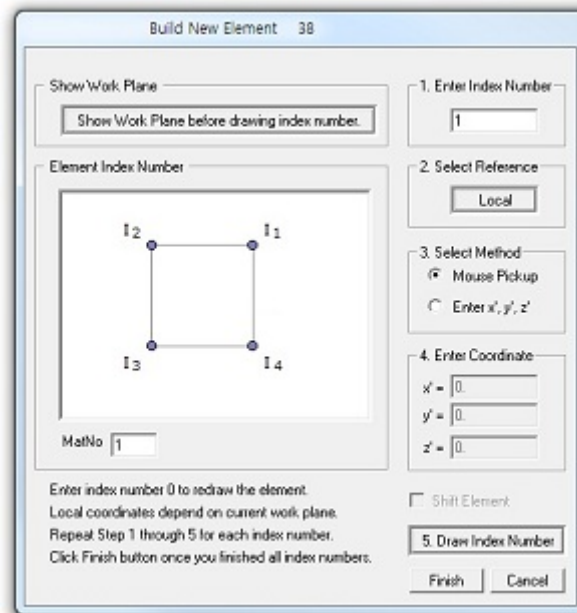 Build New Element 38
Show Work Plane
Show Work Plane before drawing index number.
Element Index Number
I2 I1
I3 I4
MatNo 1
Enter index number 0 to redraw the element.
Local coordinates depend on current work plane.
Repeat Step 1 through 5 for each index number.
Click Finish button once you finished all index numbers.
1. Enter Index Number
1
2. Select Reference
Local
3. Select Method
Mouse Pickup
Enter x', y', z'
4. Enter Coordinate
x' = 0.
y' = 0.
z' = 0.
Shift Element
5. Draw Index Number
Finish Cancel